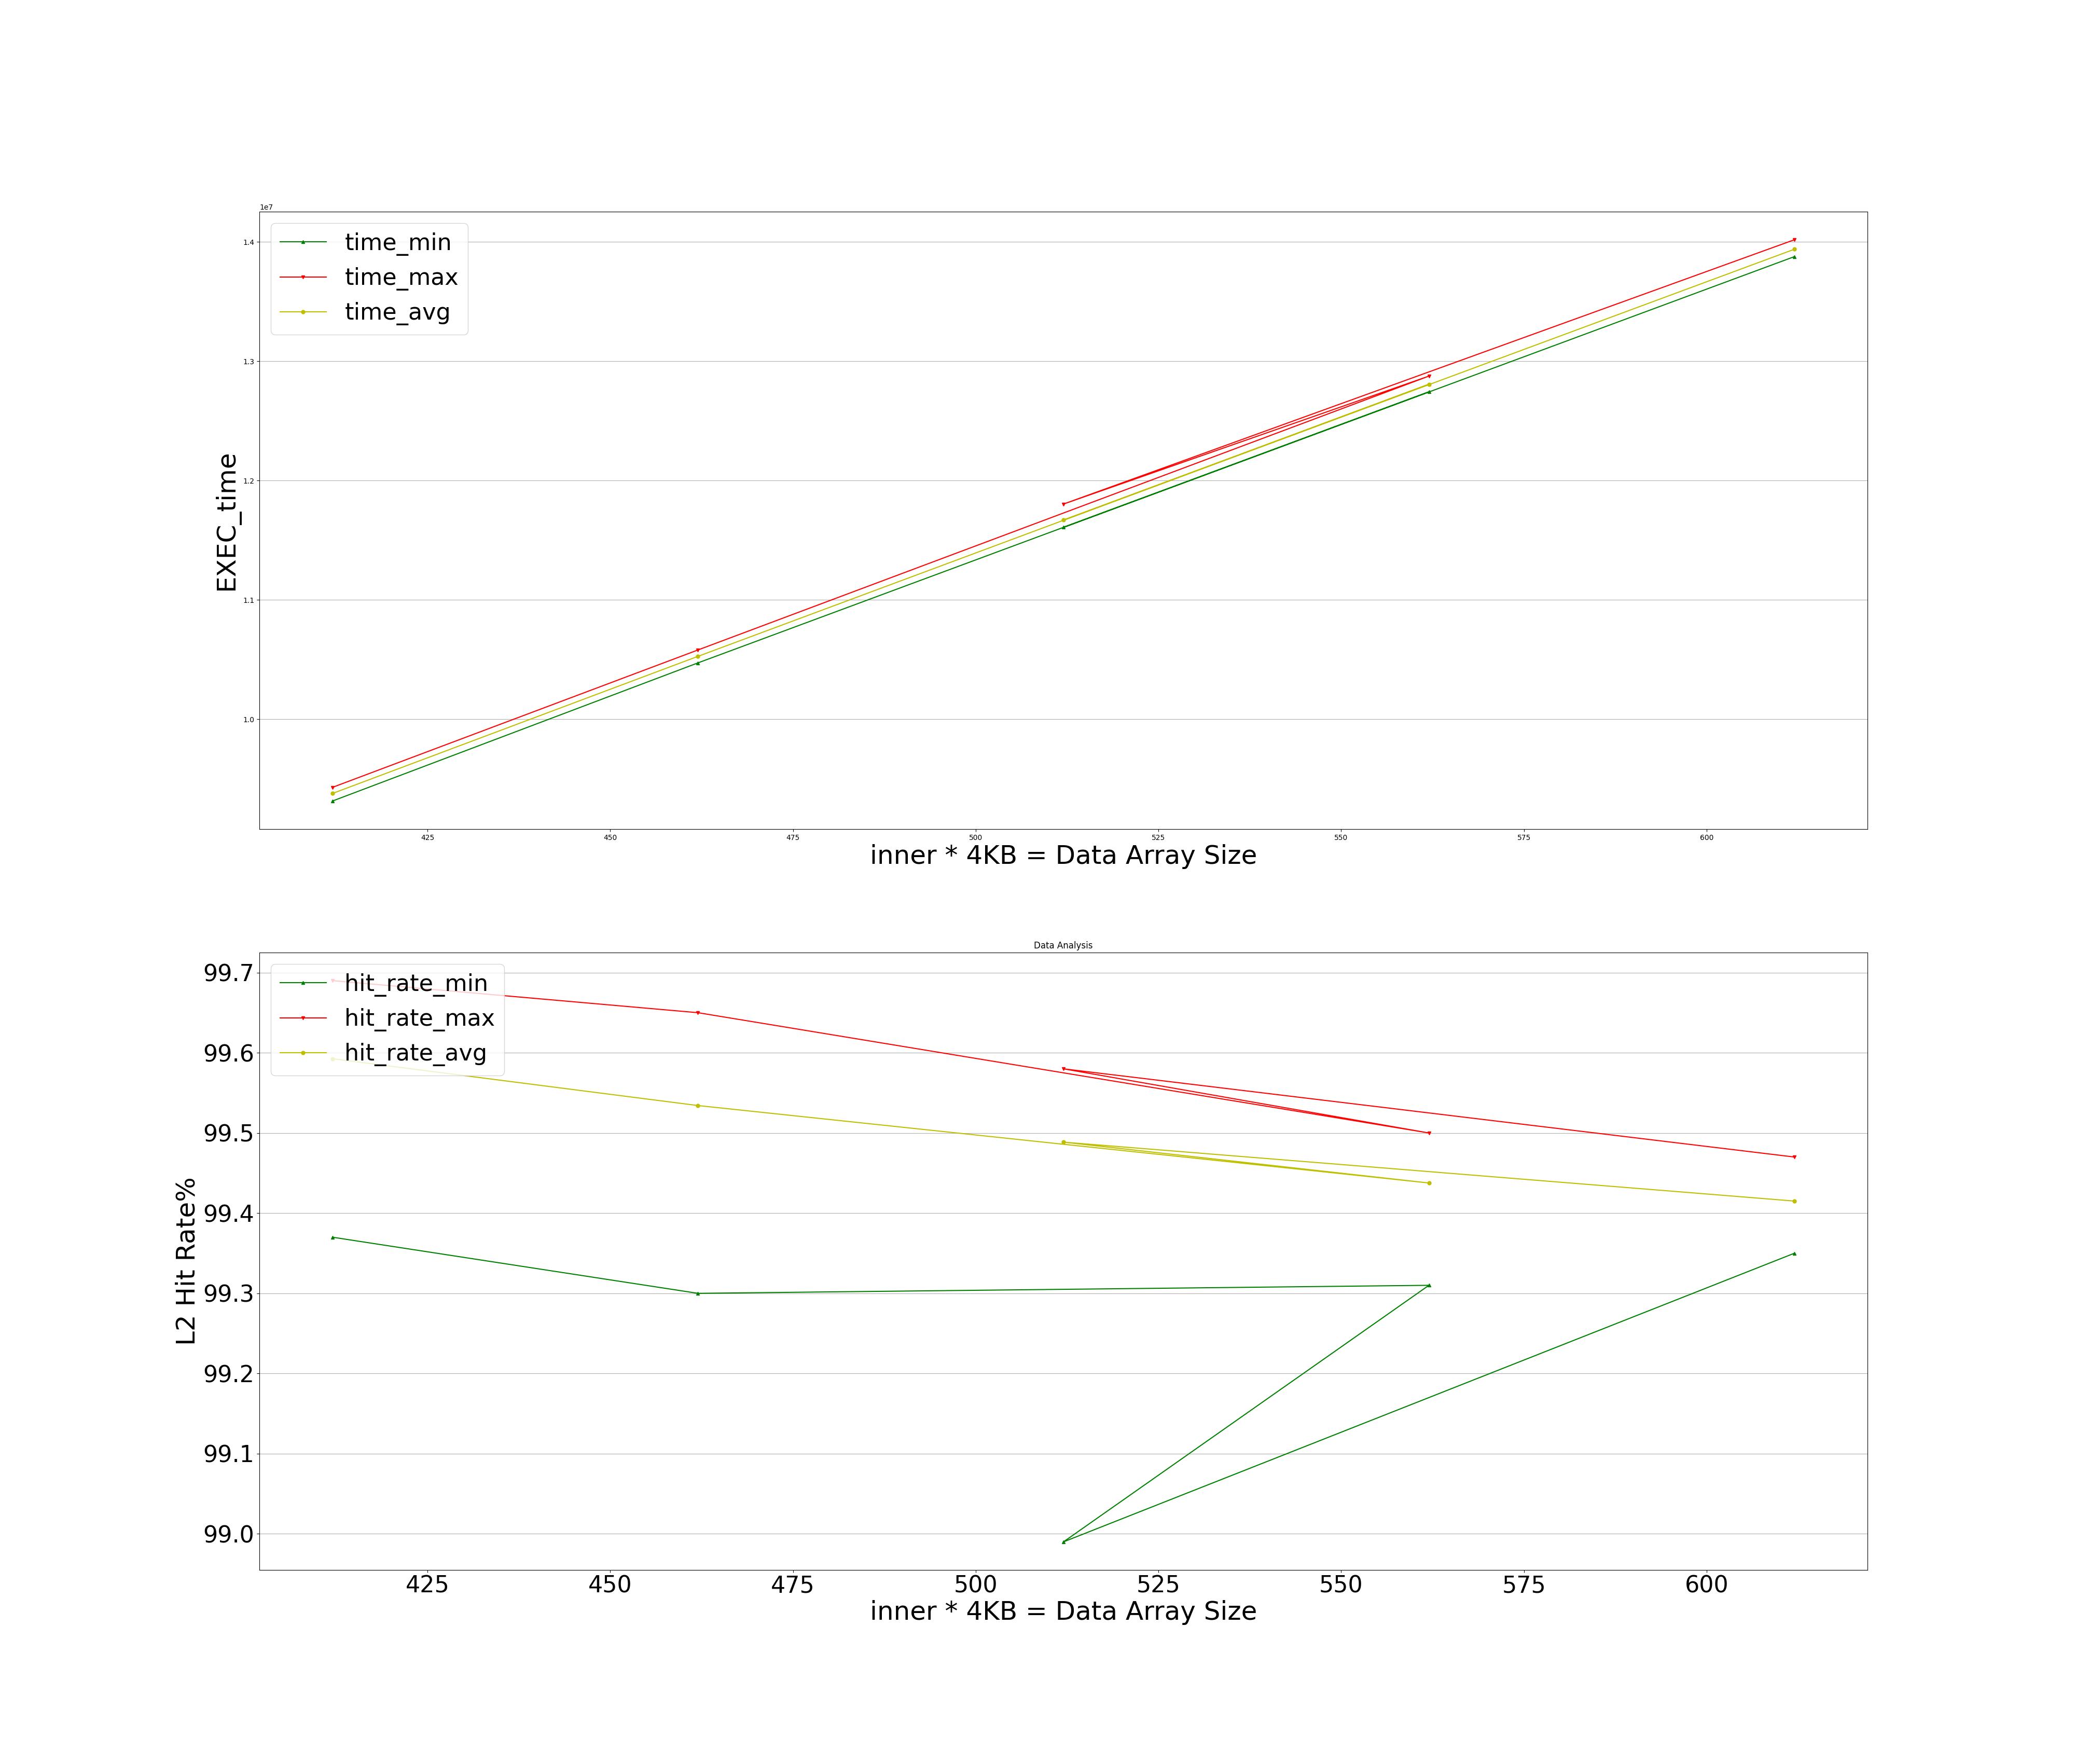 1e7
1.4
1.3
1.2
1.1
1.0
EXEC_time
time_min
time_max
time_avg
425 450 475 500 525 550 575 600
inner * 4KB = Data Array Size
Data Analysis
99.7
99.6
99.5
99.4
99.3
99.2
99.1
99.0
L2 Hit Rate%
hit_rate_min
hit_rate_max
hit_rate_avg
425 450 475 500 525 550 575 600
inner * 4KB = Data Array Size